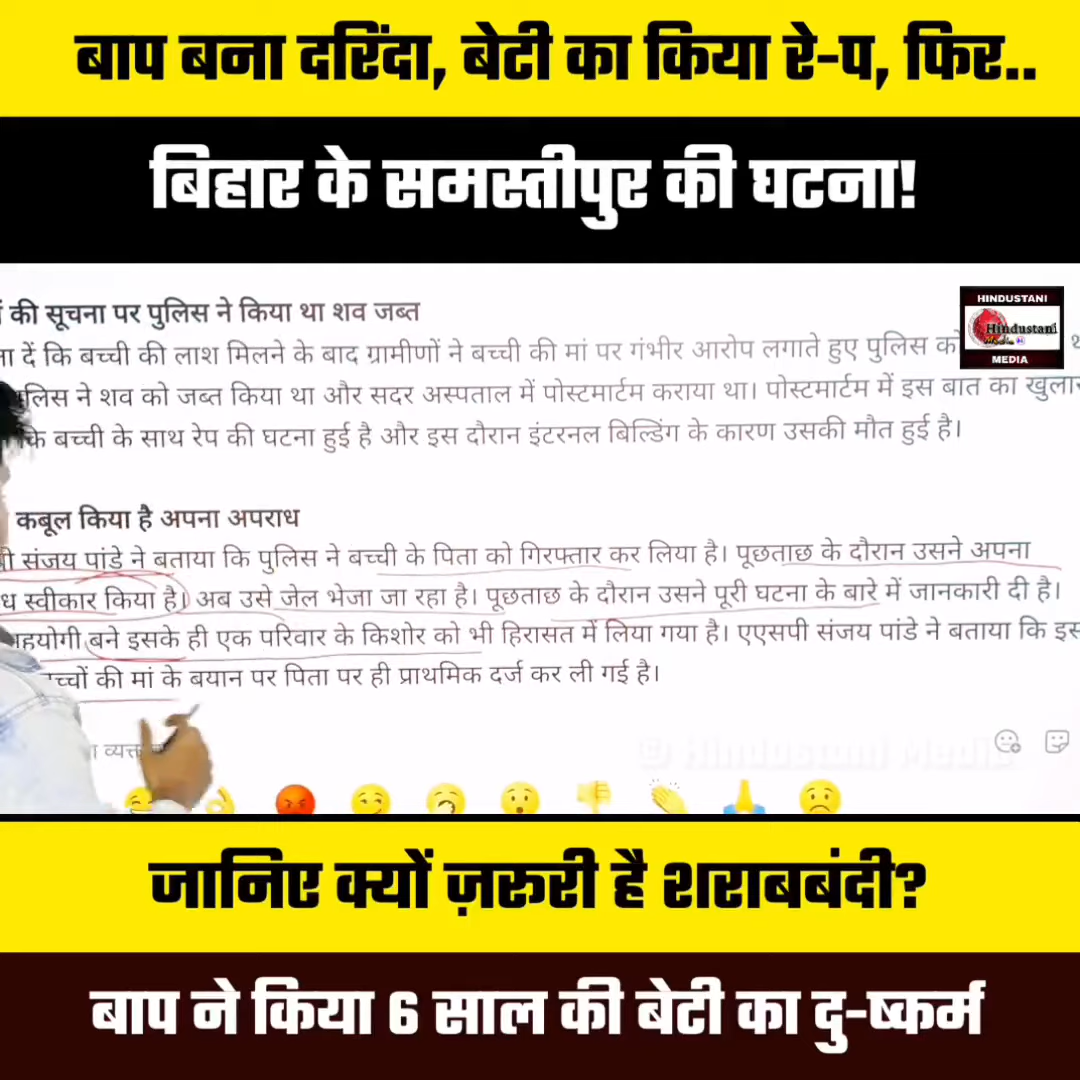 बाप बना दरिंदा, बेटी का किया रे-प, फिर..
बिहार के समस्तीपुर की घटना!
की सूचना पर पुलिस ने किया था शव जब्त
HINDUSTANI
Hindustani
MEDIA
दें कि बच्ची की लाश मिलने के बाद ग्रामीणों ने बच्ची की मां पर गंभीर आरोप लगाते हुए पुलिस को
ने शव को जब्त किया था और सदर अस्पताल में पोस्टमार्टम कराया था। पोस्टमार्टम में इस बात का
कि बच्ची के साथ रेप की घटना हुई है और इस दौरान इंटरनल बिल्डिंग के कारण उसकी मौत हुई है।
कबूल किया है अपना अपराध
संजय पांडे ने बताया कि पुलिस ने बच्ची के पिता को गिरफ्तार कर लिया है। पूछताछ के दौरान उसने अपना
स्वीकार किया है। अब उसे जेल भेजा जा रहा है। पूछताछ के दौरान उसने पूरी घटना के बारे में जानकारी दी है।
बने इसके ही एक परिवार के किशोर को भी हिरासत में लिया गया है। एएसपी संजय पांडे ने बताया कि
की मां के बयान पर पिता पर ही प्राथमिक दर्ज कर ली गई है।
© Hindustani Media
जानिए क्यों ज़रूरी है शराबबंदी?
बाप ने किया 6 साल की बेटी का दु-ष्कर्म